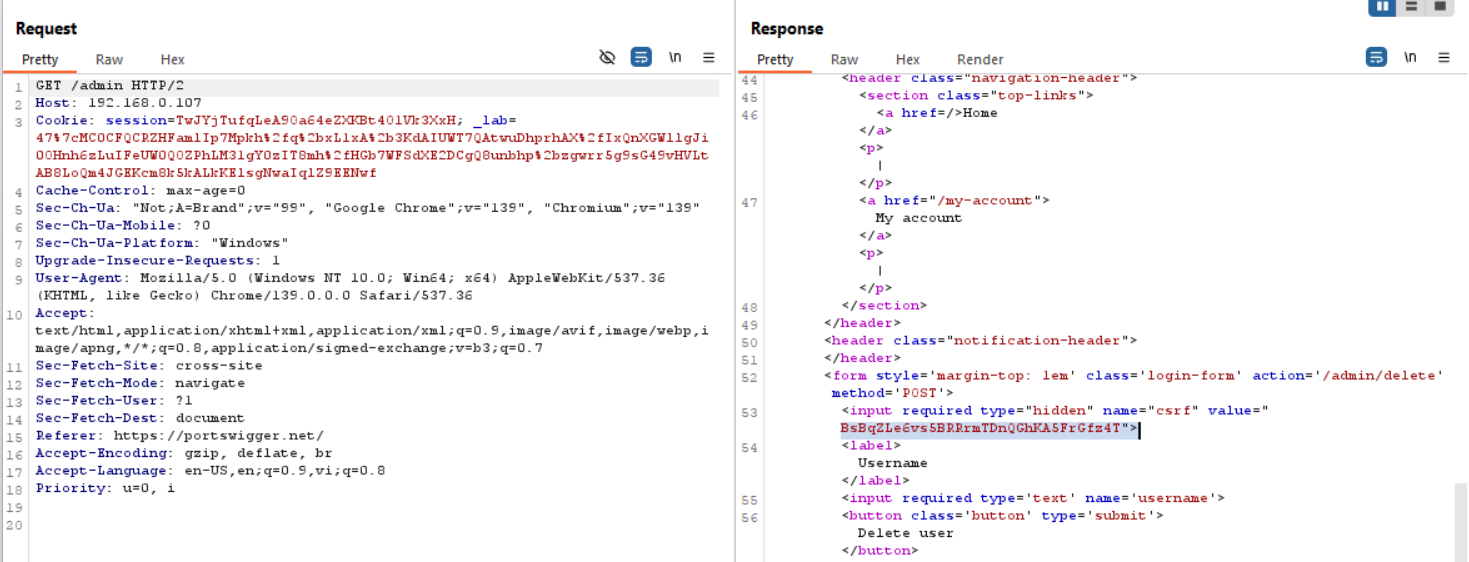 Request
Pretty Raw Hex
\n
1 GET /admin HTTP/2
2 Host: 192.168.0.107
3 Cookie: session=TwJYjTufqLeA90a64eZXKBt401Vk3XxH; _lab=
47%7cMC0CFQCRZHFamlIp7Mpkh%2fq%2bxL1xA%2b3KdAIUWT7QAtwuDhprhAX%2fIxQnXGWllgJi
00Hnh6zLuIFeUW0Q0ZPhLM31gY0zIT8mh%2fHGb7WFSdXE2DCgQ8unbhp%2bzgwrr5g9sG49vHVLt
AB8LoQm4JGEKcm8k5kALkKElsgNwaIqlZ9EENwf
4 Cache-Control: max-age=0
5 Sec-Ch-Ua: "Not;A=Brand";v="99", "Google Chrome";v="139", "Chromium";v="139"
6 Sec-Ch-Ua-Mobile: ?0
7 Sec-Ch-Ua-Platform: "Windows"
8 Upgrade-Insecure-Requests: 1
9 User-Agent: Mozilla/5.0 (Windows NT 10.0; Win64; x64) AppleWebKit/537.36
(KHTML, like Gecko) Chrome/139.0.0.0 Safari/537.36
10 Accept:
text/html,application/xhtml+xml,application/xml;q=0.9,image/avif,image/webp,i
mage/apng,*/*;q=0.8,application/signed-exchange;v=b3;q=0.7
11 Sec-Fetch-Site: cross-site
12 Sec-Fetch-Mode: navigate
13 Sec-Fetch-User: ?1
14 Sec-Fetch-Dest: document
15 Referer: https://portswigger.net/
16 Accept-Encoding: gzip, deflate, br
17 Accept-Language: en-US,en;q=0.9,vi;q=0.8
18 Priority: u=0, i
19
20
Response
Pretty Raw Hex Render
\n
44 <header class="navigation-header">
45 <section class="top-links">
46 <a href=/>Home
</a>
<p>
|
</p>
47 <a href="/my-account">
My account
</a>
<p>
|
</p>
48 </section>
49 </header>
50 <header class="notification-header">
51 </header>
52 <form style='margin-top: 1em' class='login-form' action='/admin/delete'
method='POST'>
53 <input required type="hidden" name="csrf" value="
BsBqZLe6vs5BRRrmTDnQGhKA5FrGfz4T">
54 <label>
Username
</label>
55 <input required type='text' name='username'>
56 <button class='button' type='submit'>
Delete user
</button>